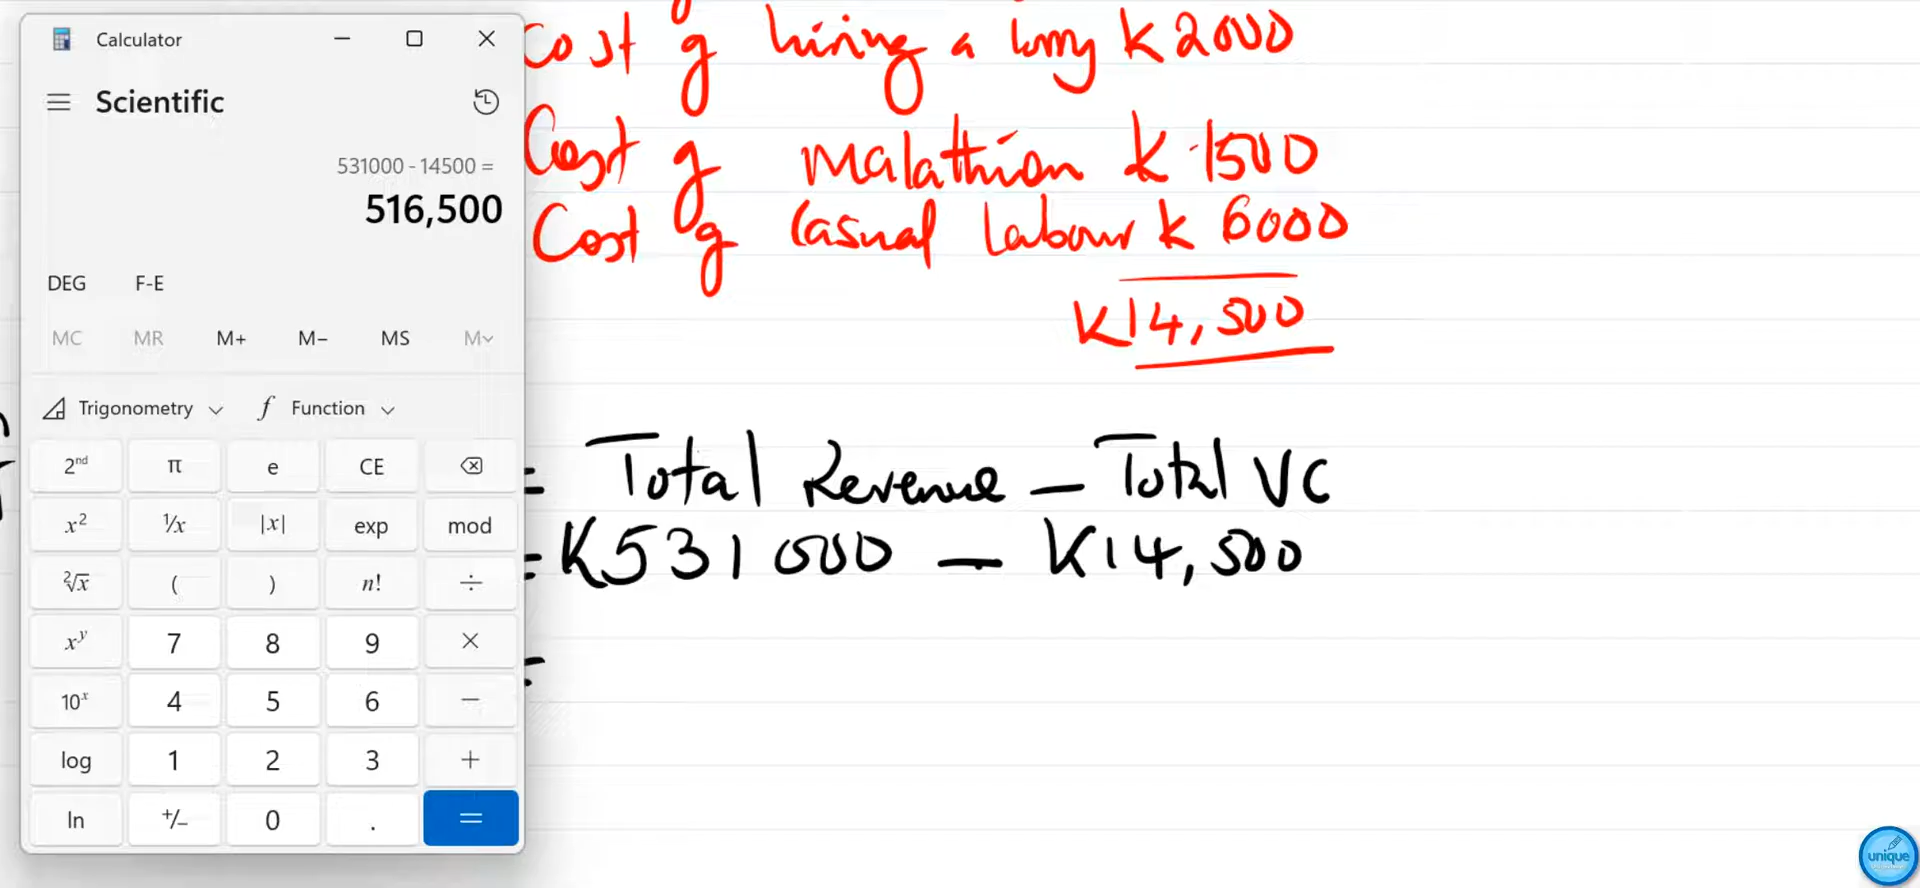 Calculator
Scientific
531000 - 14500 =
516,500
DEG F-E
MC MR M+ M− MS M
Trigonometry f Function
2nd π e CE
x² ¹/x |x| exp mod
²√x ( ) n! ÷
xʸ 7 8 9 ×
10ˣ 4 5 6 −
log 1 2 3 +
ln +/− 0 . =
Cost of hiring a lorry K2000
Cost of Malathion K 1500
Cost of Casual Labour K 6000
K14,500
= Total Revenue − Total VC
= K531 000 − K14,500
=
unique